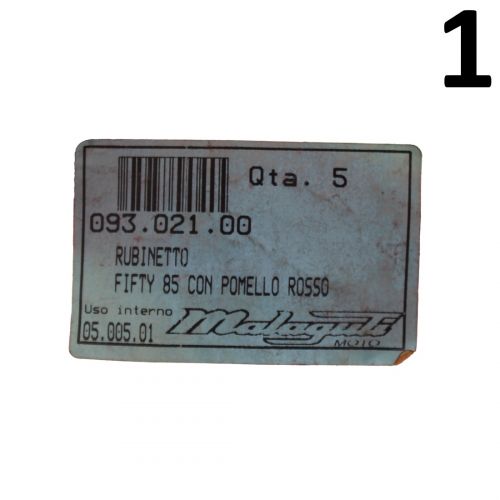 1
Qta. 5
093.021.00
RUBINETTO
FIFTY 85 CON POMELLO ROSSO
Uso interno
05.005.01
Malaguti
MOTO